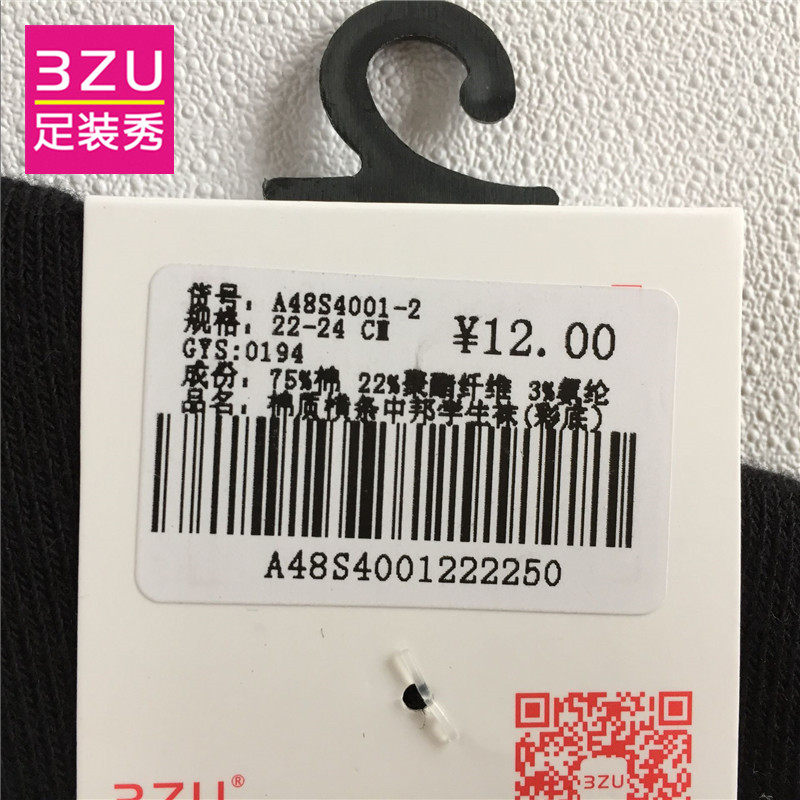 3ZU
足装秀
货号: A48S4001-2
规格: 22-24 CM
¥12.00
GYS:0194
成份: 75%棉 22%聚酯纤维 3%氨纶
品名: 棉质横条中邦学生袜(彩底)
A48S4001222250
3ZU®
3ZU